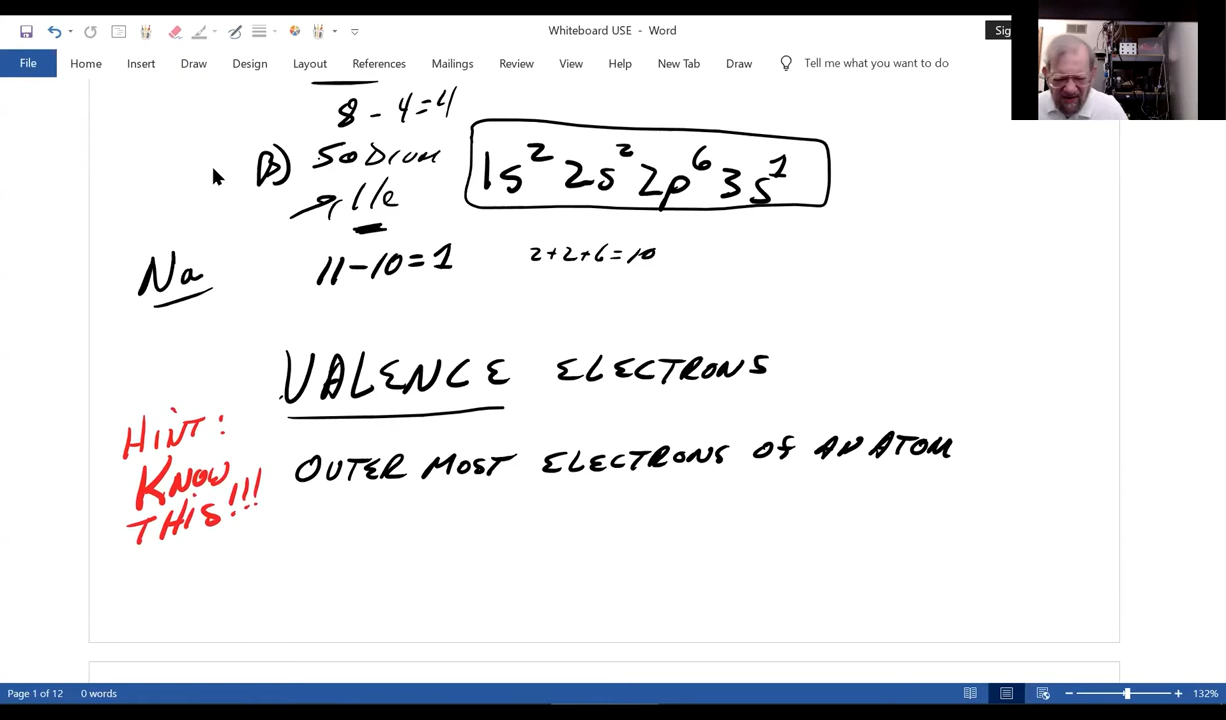 Whiteboard USE - Word
Sig
File Home Insert Draw Design Layout References Mailings Review View Help New Tab Draw Tell me what you want to do
8 - 4 = 4
B) Sodium
11e
1s² 2s² 2p⁶ 3s¹
11 - 10 = 1
2 + 2 + 6 = 10
Na
VALENCE ELECTRONS
HINT:
KNOW
THIS!!!
OUTER MOST ELECTRONS OF AN ATOM
Page 1 of 12 0 words 132%